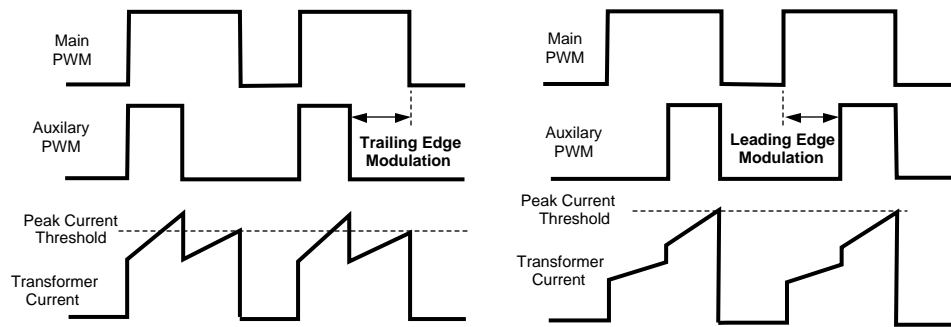 Main
PWM
Auxilary
PWM
Trailing Edge
Modulation
Peak Current
Threshold
Transformer
Current
Main
PWM
Auxilary
PWM
Leading Edge
Modulation
Peak Current
Threshold
Transformer
Current